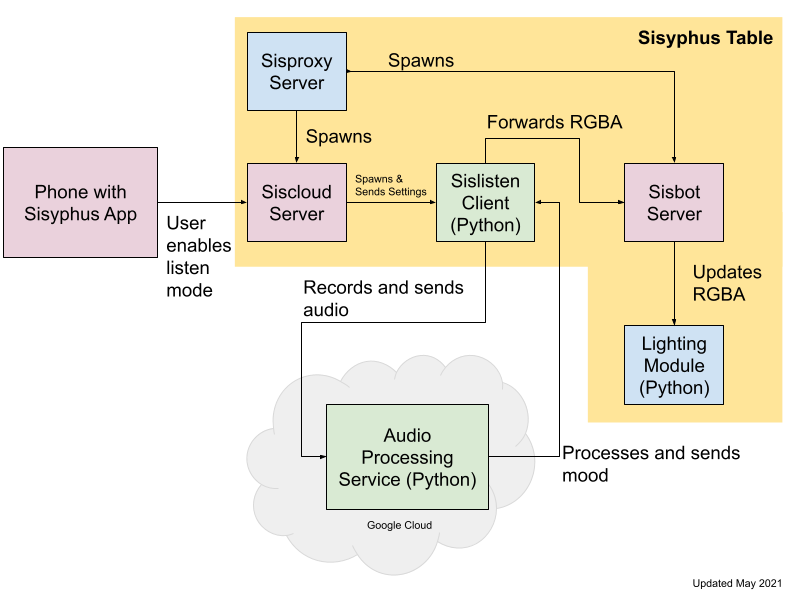 Sisyphus Table
Sisproxy
Server
Spawns
Spawns
Forwards RGBA
Phone with
Sisyphus App
User
enables
listen
mode
Siscloud
Server
Spawns &
Sends Settings
Sislisten
Client
(Python)
Sisbot
Server
Updates
RGBA
Records and sends
audio
Lighting
Module
(Python)
Audio
Processing
Service (Python)
Google Cloud
Processes and sends
mood
Updated May 2021